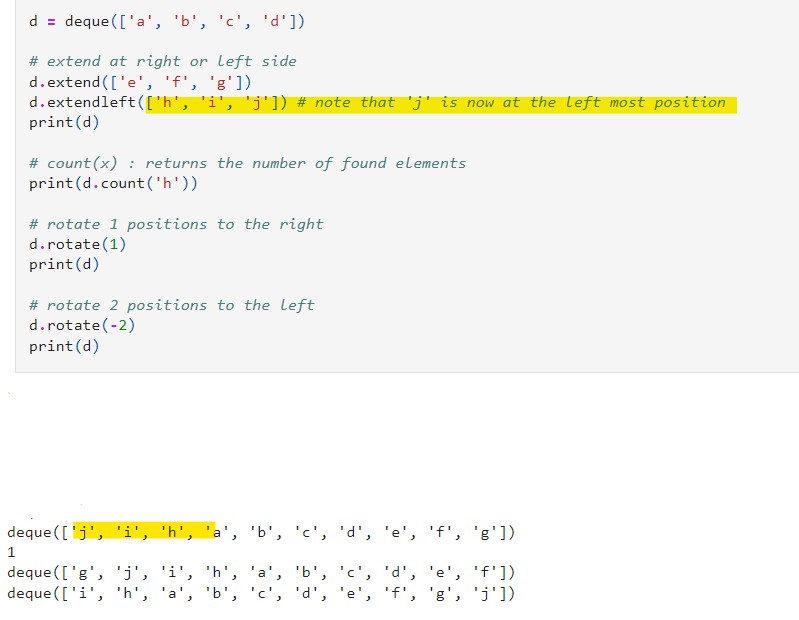 d = deque(['a', 'b', 'c', 'd'])
# extend at right or left side
d.extend(['e', 'f', 'g'])
d.extendleft(['h', 'i', 'j']) # note that 'j' is now at the left most position
print(d)
# count(x) : returns the number of found elements
print(d.count('h'))
# rotate 1 positions to the right
d.rotate(1)
print(d)
# rotate 2 positions to the left
d.rotate(-2)
print(d)
deque(['j', 'i', 'h', 'a', 'b', 'c', 'd', 'e', 'f', 'g'])
1
deque(['g', 'j', 'i', 'h', 'a', 'b', 'c', 'd', 'e', 'f'])
deque(['i', 'h', 'a', 'b', 'c', 'd', 'e', 'f', 'g', 'j'])